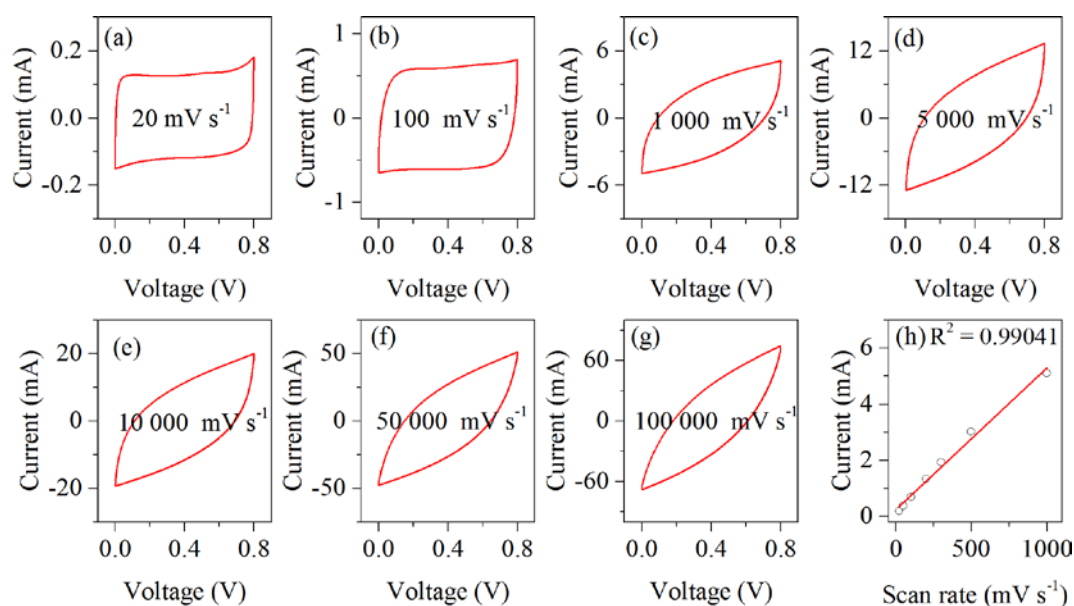 (a)
0.2
0.0
-0.2
Current (mA)
20 mV s⁻¹
0.0 0.4 0.8
Voltage (V)
(b)
1
0
-1
Current (mA)
100 mV s⁻¹
0.0 0.4 0.8
Voltage (V)
(c)
6
0
-6
Current (mA)
1 000 mV s⁻¹
0.0 0.4 0.8
Voltage (V)
(d)
12
0
-12
Current (mA)
5 000 mV s⁻¹
0.0 0.4 0.8
Voltage (V)
(e)
20
0
-20
Current (mA)
10 000 mV s⁻¹
0.0 0.4 0.8
Voltage (V)
(f)
50
0
-50
Current (mA)
50 000 mV s⁻¹
0.0 0.4 0.8
Voltage (V)
(g)
60
0
-60
Current (mA)
100 000 mV s⁻¹
0.0 0.4 0.8
Voltage (V)
(h) R² = 0.99041
6
4
2
0
Current (mA)
0 500 1000
Scan rate (mV s⁻¹)